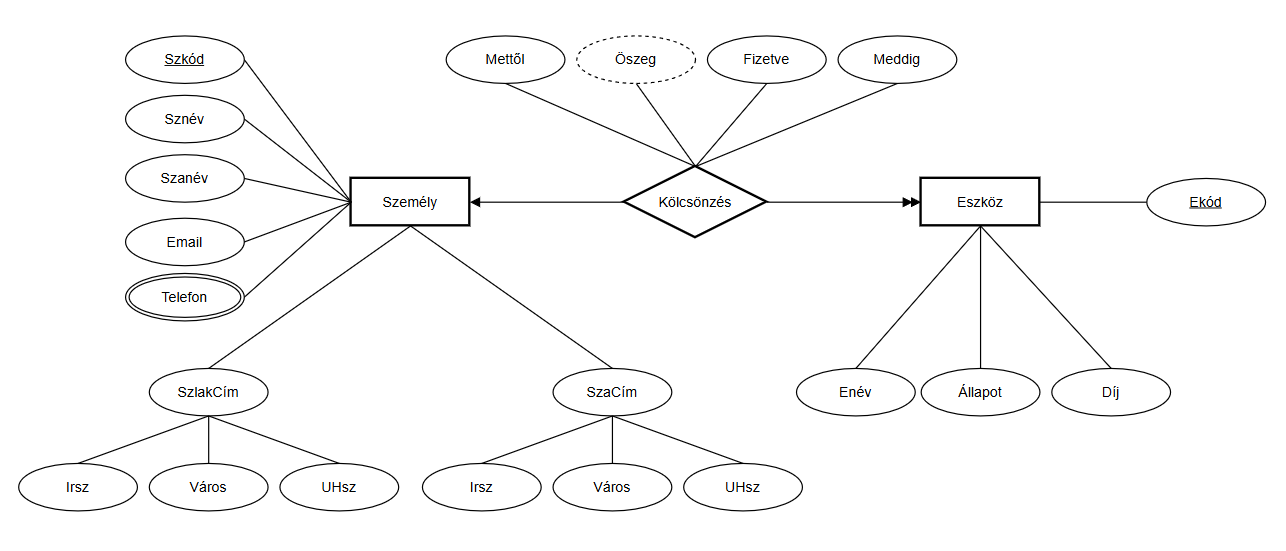 Szkód
Mettől
Öszeg
Fizetve
Meddig
Sznév
Szanév
Személy
Kölcsönzés
Eszköz
Ekód
Email
Telefon
SzlakCím
SzaCím
Enév
Állapot
Díj
Irsz
Város
UHsz
Irsz
Város
UHsz